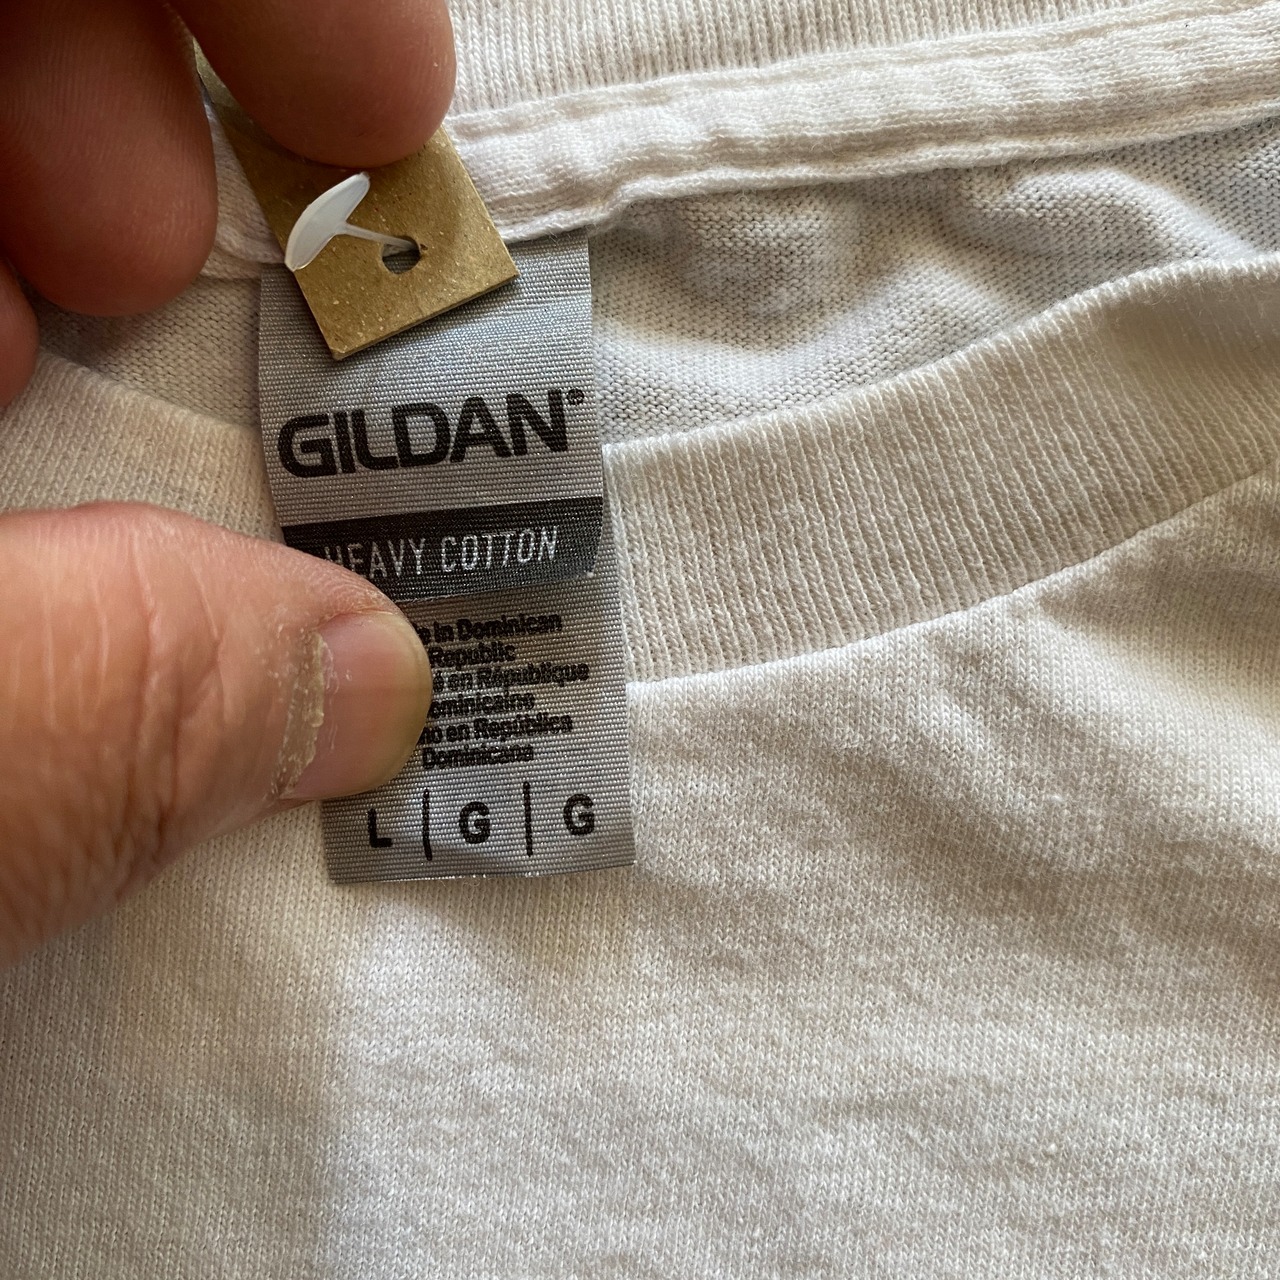 GILDAN®
HEAVY COTTON
in Dominican
Republic
en République
Dominicaine
en República
Dominicana
L | G | G